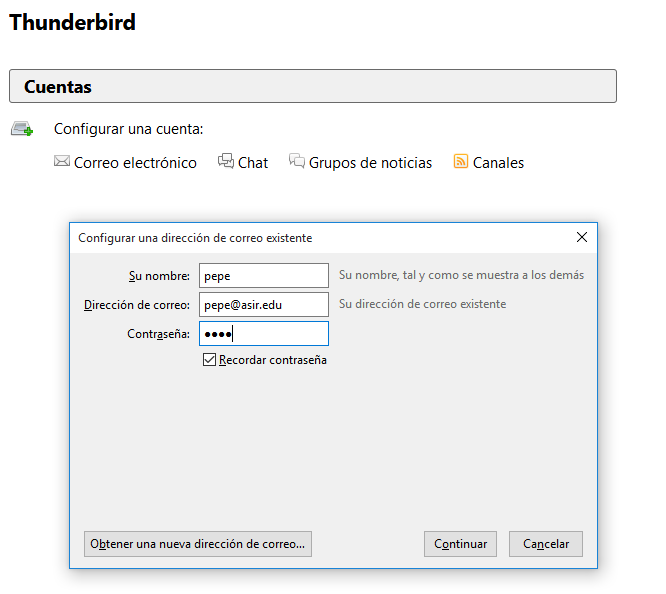 Thunderbird
Cuentas
Configurar una cuenta:
Correo electrónico Chat Grupos de noticias Canales
Configurar una dirección de correo existente
Su nombre: pepe Su nombre, tal y como se muestra a los demás
Dirección de correo: pepe@asir.edu Su dirección de correo existente
Contraseña: ●●●●
Recordar contraseña
Obtener una nueva dirección de correo... Continuar Cancelar